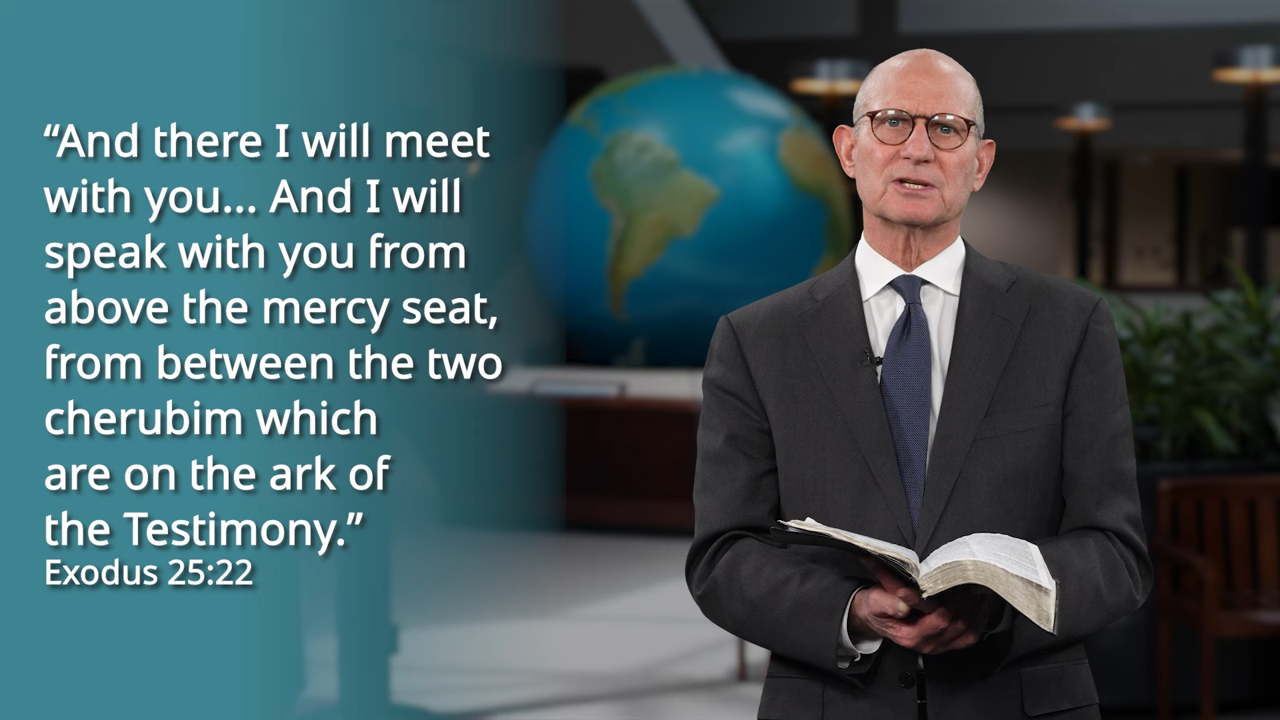 “And there I will meet
with you... And I will
speak with you from
above the mercy seat,
from between the two
cherubim which
are on the ark of
the Testimony.”
Exodus 25:22